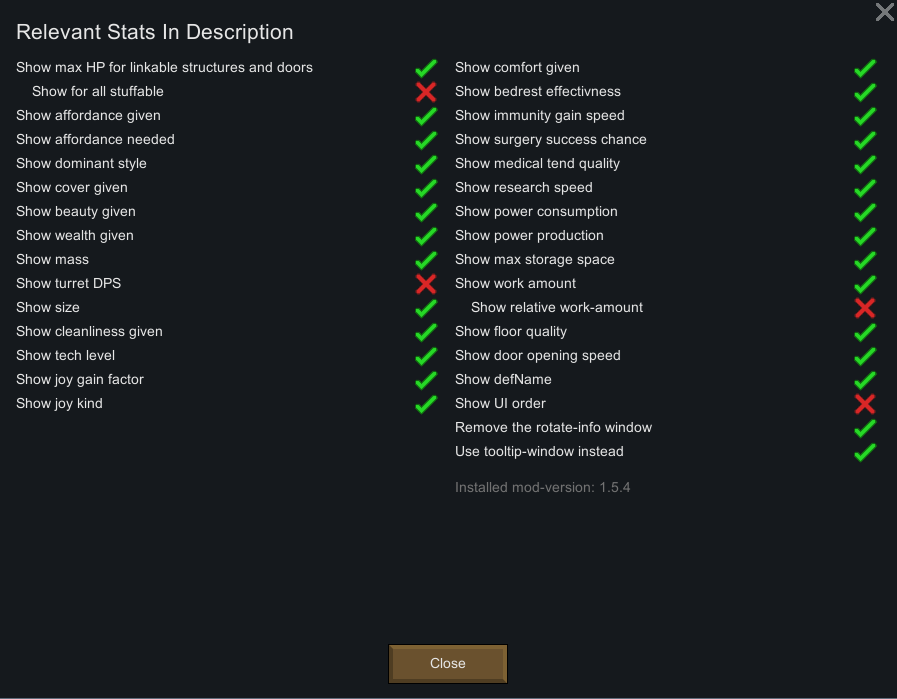 Relevant Stats In Description
Show max HP for linkable structures and doors
Show for all stuffable
Show affordance given
Show affordance needed
Show dominant style
Show cover given
Show beauty given
Show wealth given
Show mass
Show turret DPS
Show size
Show cleanliness given
Show tech level
Show joy gain factor
Show joy kind
Show comfort given
Show bedrest effectivness
Show immunity gain speed
Show surgery success chance
Show medical tend quality
Show research speed
Show power consumption
Show power production
Show max storage space
Show work amount
Show relative work-amount
Show floor quality
Show door opening speed
Show defName
Show UI order
Remove the rotate-info window
Use tooltip-window instead
Installed mod-version: 1.5.4
Close